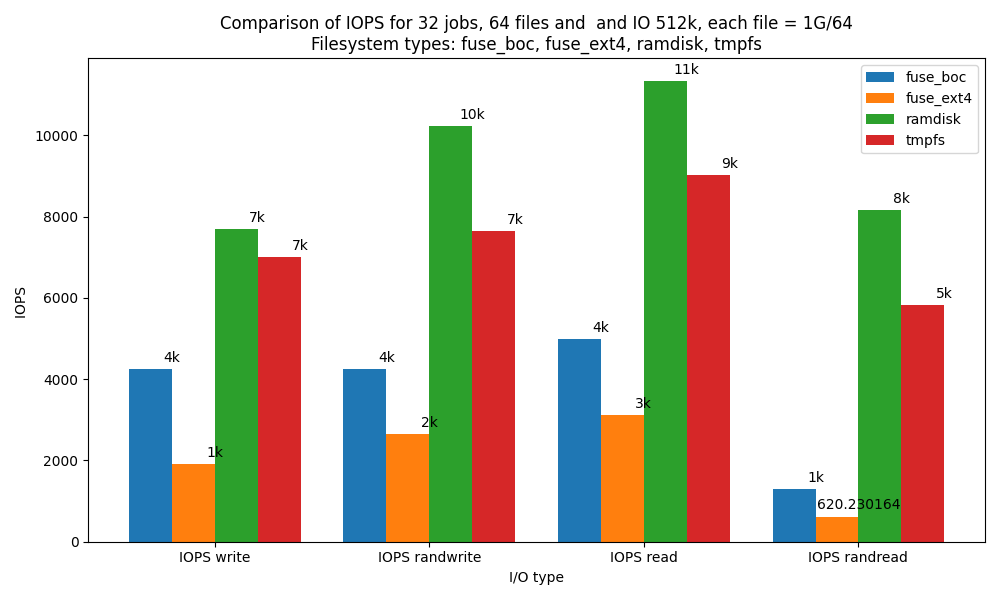 Comparison of IOPS for 32 jobs, 64 files and  and IO 512k, each file = 1G/64
Filesystem types: fuse_boc, fuse_ext4, ramdisk, tmpfs
fuse_boc
fuse_ext4
ramdisk
tmpfs
IOPS
10000
8000
6000
4000
2000
0
4k
1k
7k
7k
4k
2k
10k
7k
4k
3k
11k
9k
1k
620.230164
8k
5k
IOPS write
IOPS randwrite
IOPS read
IOPS randread
I/O type